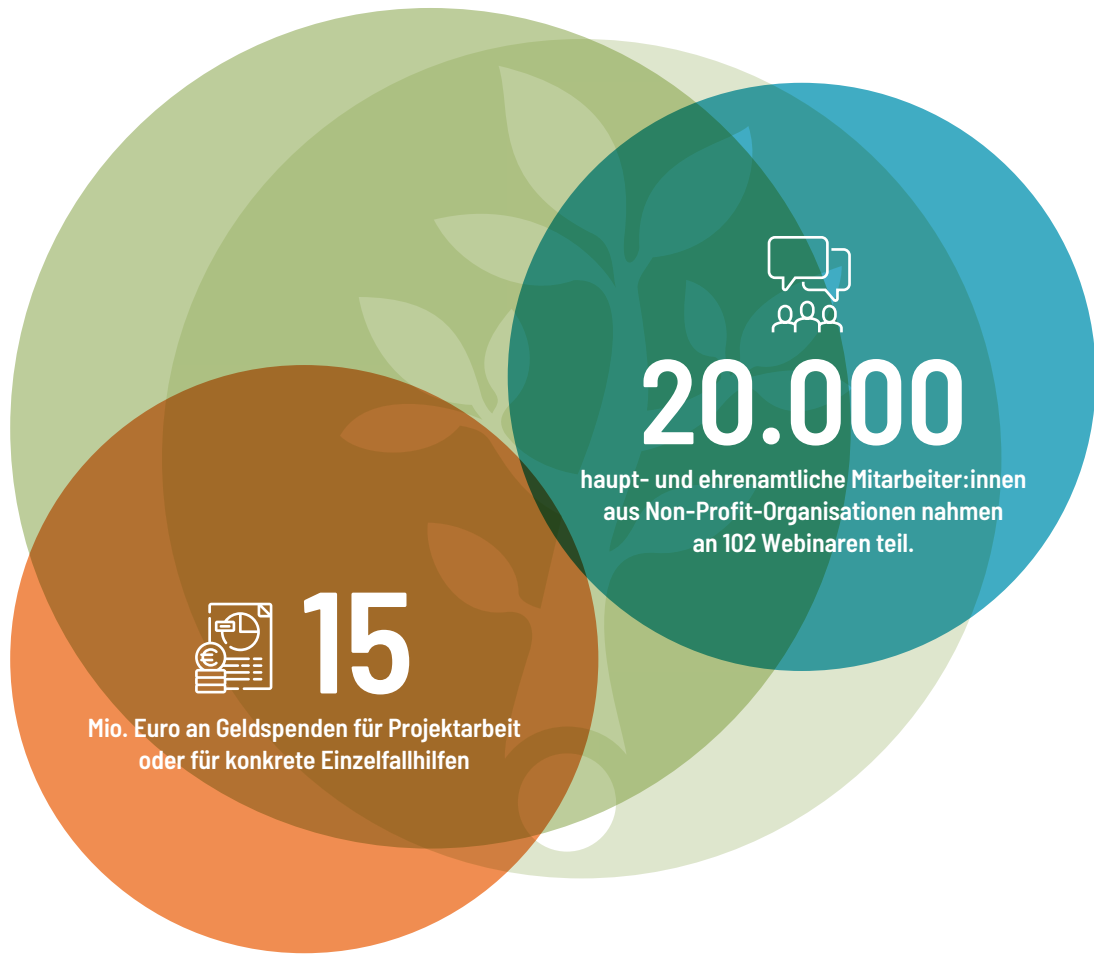 20.000
haupt- und ehrenamtliche Mitarbeiter:innen
aus Non-Profit-Organisationen nahmen
an 102 Webinaren teil.
15
Mio. Euro an Geldspenden für Projektarbeit
oder für konkrete Einzelfallhilfen